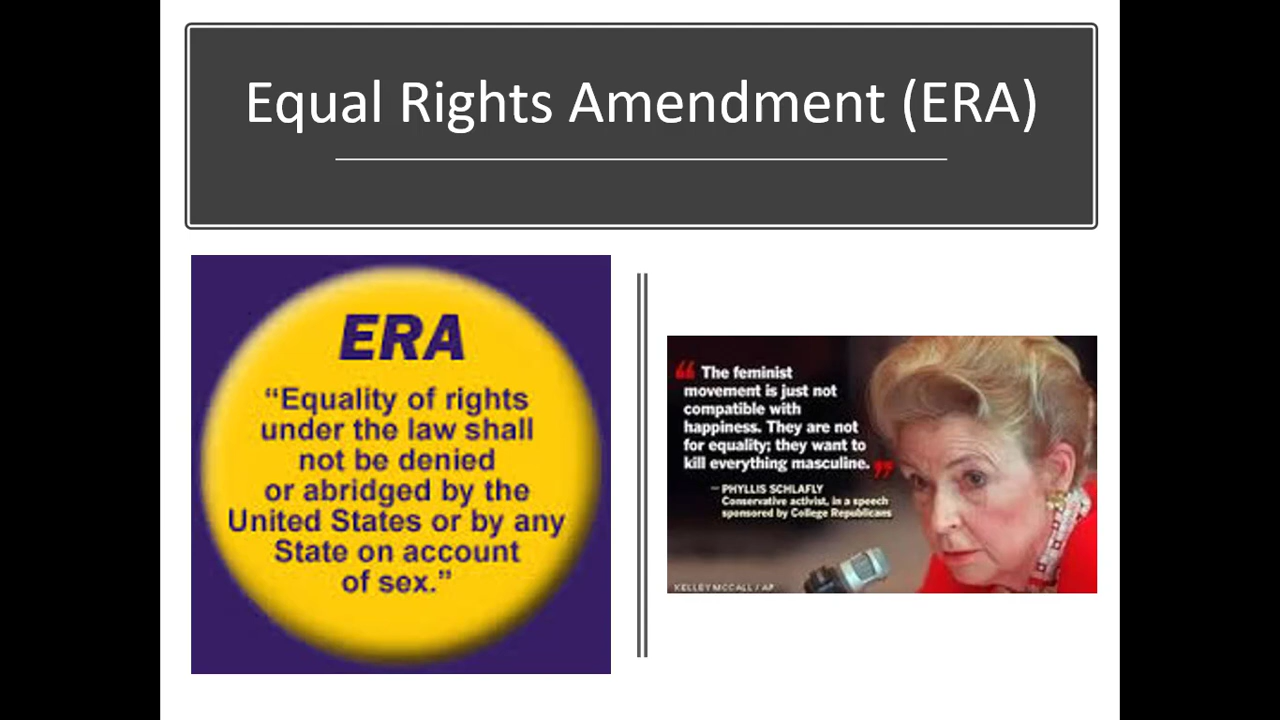 Equal Rights Amendment (ERA)
ERA
“Equality of rights
under the law shall
not be denied
or abridged by the
United States or by any
State on account
of sex.”
“ The feminist
movement is just not
compatible with
happiness. They are not
for equality; they want to
kill everything masculine. ”
— PHYLLIS SCHLAFLY
Conservative activist, in a speech
sponsored by College Republicans
KELLEY MCCALL / AP